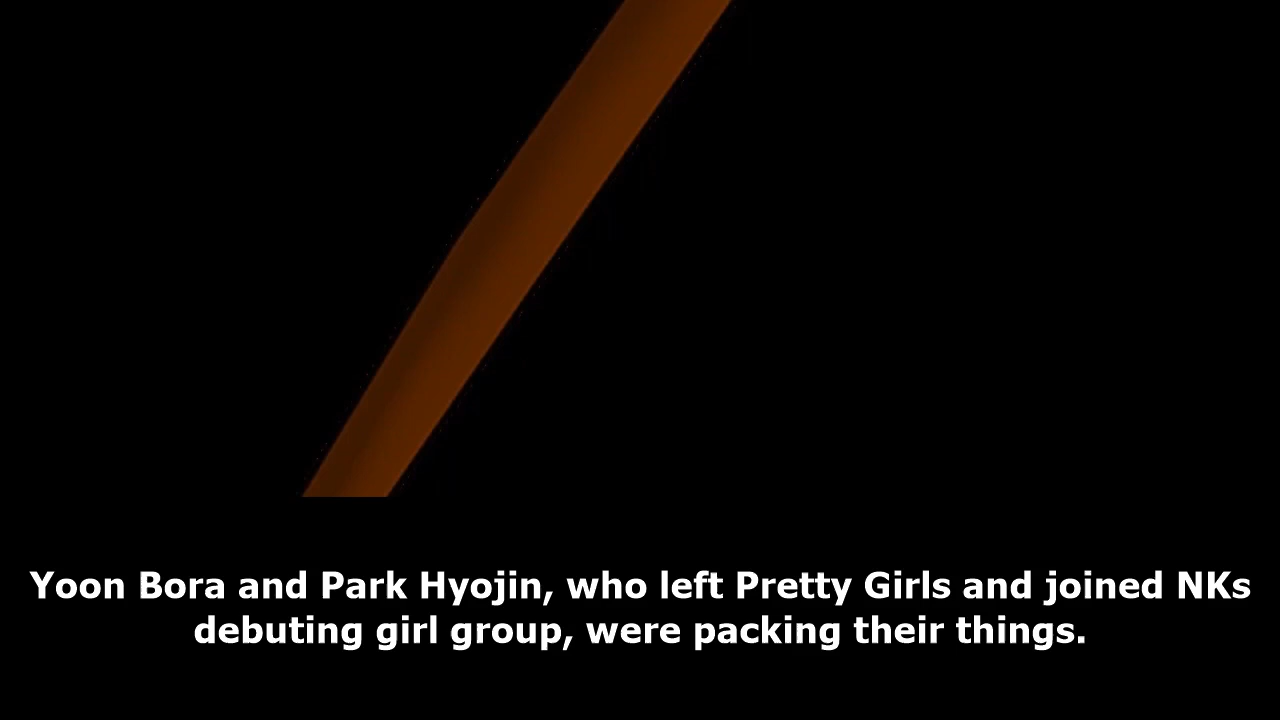 Yoon Bora and Park Hyojin, who left Pretty Girls and joined NKs
debuting girl group, were packing their things.